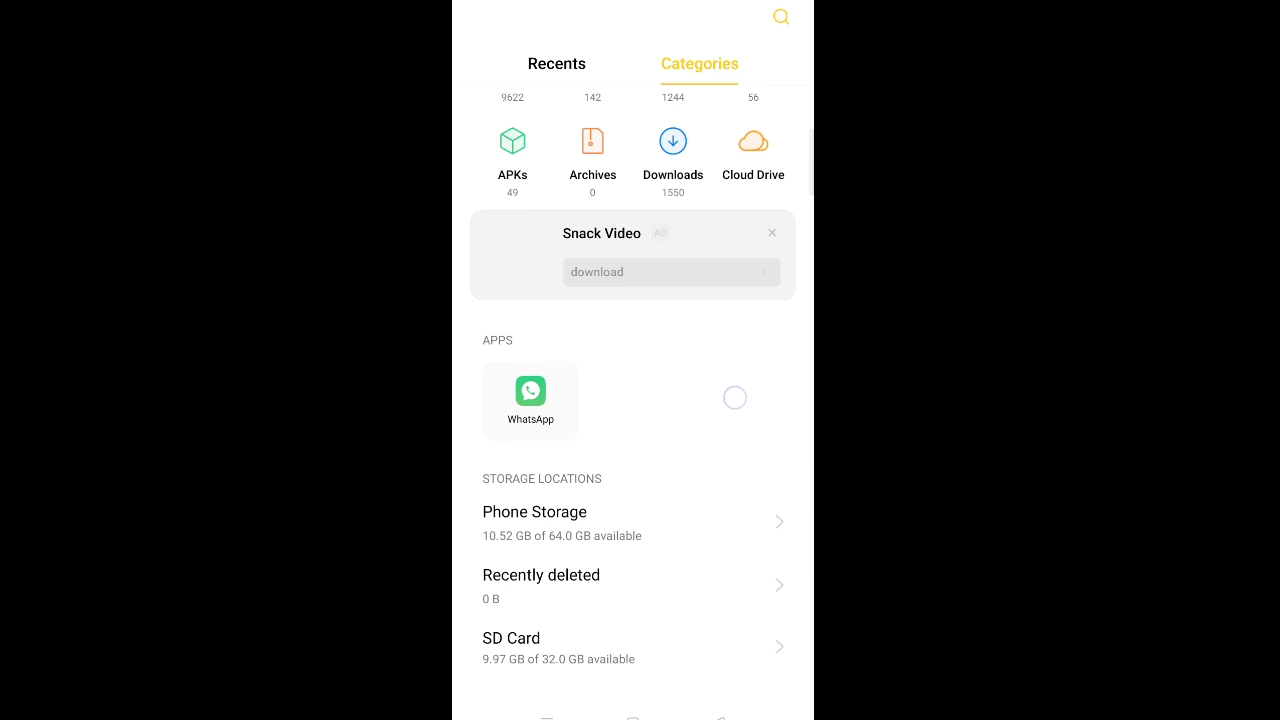 Recents Categories
9622 142 1244 56
APKs Archives Downloads Cloud Drive
49 0 1550
Snack Video AD
download
APPS
WhatsApp
STORAGE LOCATIONS
Phone Storage
10.52 GB of 64.0 GB available
Recently deleted
0 B
SD Card
9.97 GB of 32.0 GB available